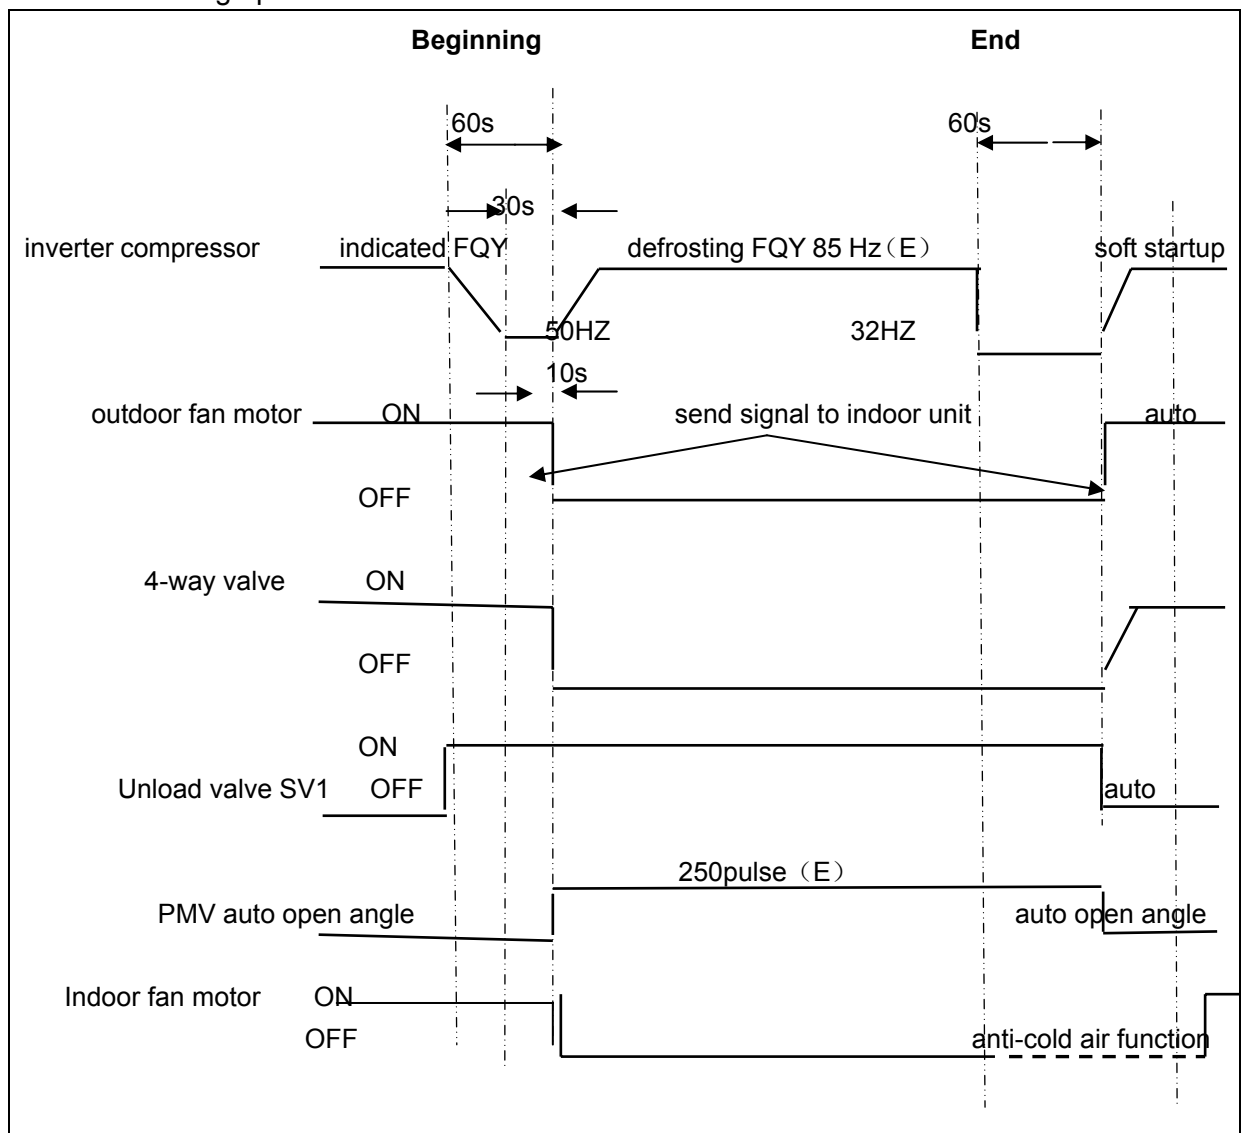 Beginning End
60s 60s
30s
inverter compressor indicated FQY defrosting FQY 85 Hz（E） soft startup
50HZ 32HZ
10s
outdoor fan motor ON send signal to indoor unit auto
OFF
4-way valve ON
OFF
ON
Unload valve SV1 OFF auto
250pulse（E）
PMV auto open angle auto open angle
Indoor fan motor ON
OFF anti-cold air function